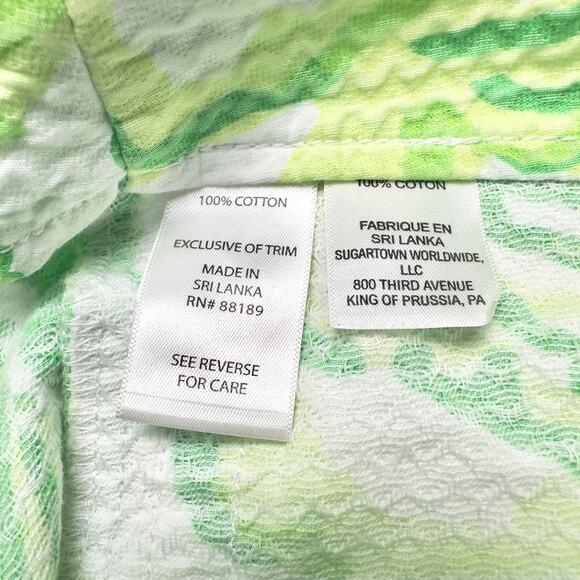 100% COTTON
EXCLUSIVE OF TRIM
MADE IN
SRI LANKA
RN# 88189
SEE REVERSE
FOR CARE
100% COTON
FABRIQUE EN
SRI LANKA
SUGARTOWN WORLDWIDE,
LLC
800 THIRD AVENUE
KING OF PRUSSIA, PA